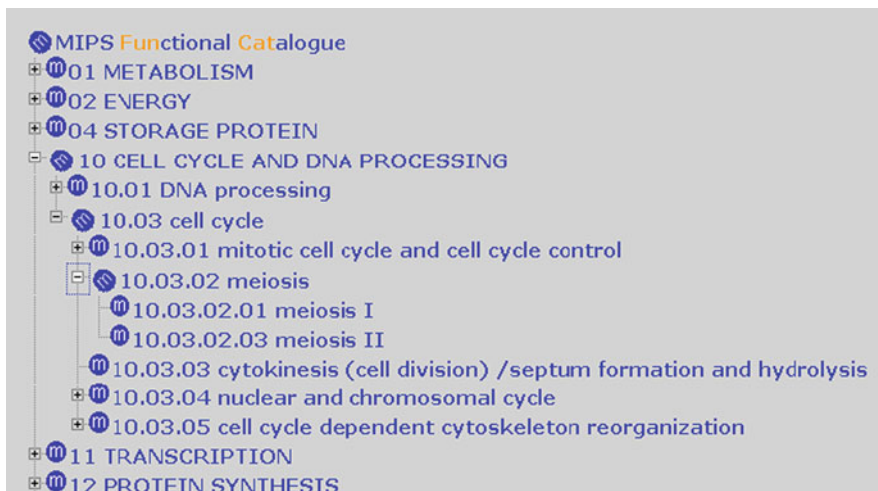 MIPS Functional Catalogue
01 METABOLISM
02 ENERGY
04 STORAGE PROTEIN
10 CELL CYCLE AND DNA PROCESSING
10.01 DNA processing
10.03 cell cycle
10.03.01 mitotic cell cycle and cell cycle control
10.03.02 meiosis
10.03.02.01 meiosis I
10.03.02.03 meiosis II
10.03.03 cytokinesis (cell division) /septum formation and hydrolysis
10.03.04 nuclear and chromosomal cycle
10.03.05 cell cycle dependent cytoskeleton reorganization
11 TRANSCRIPTION
12 PROTEIN SYNTHESIS